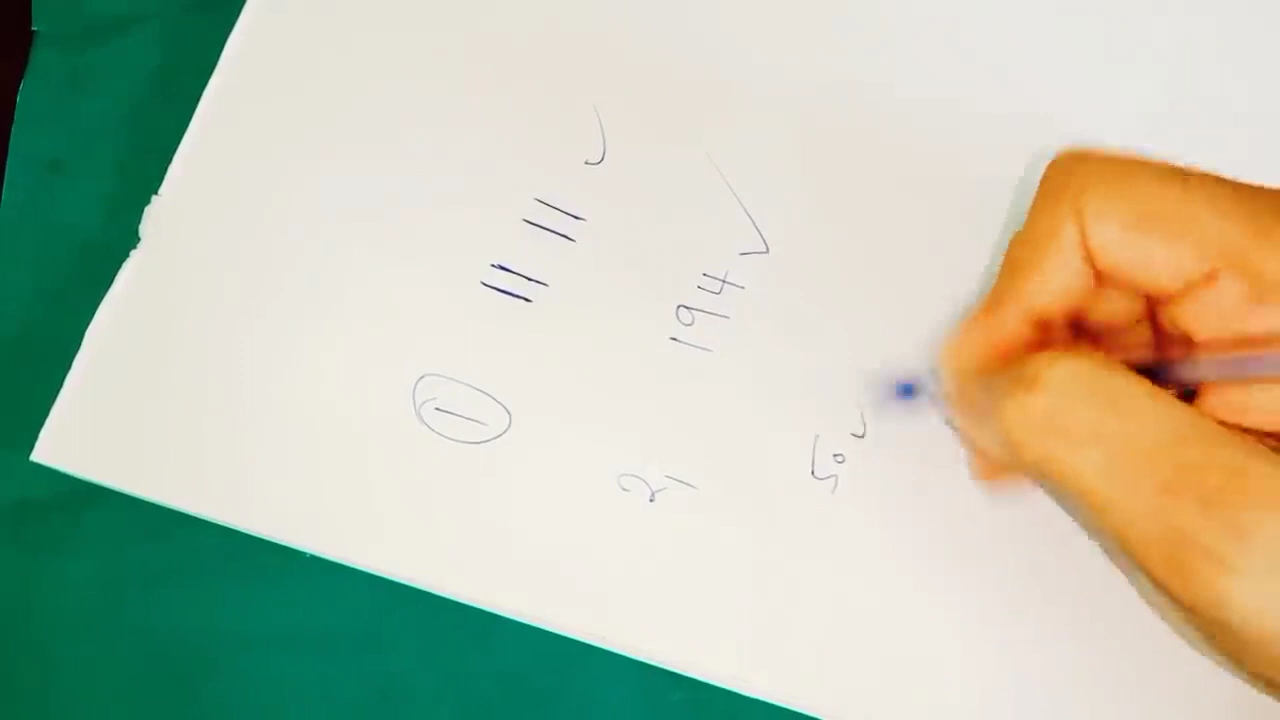 ① 11 11 ✓
2) 194 ✓
50 ✓